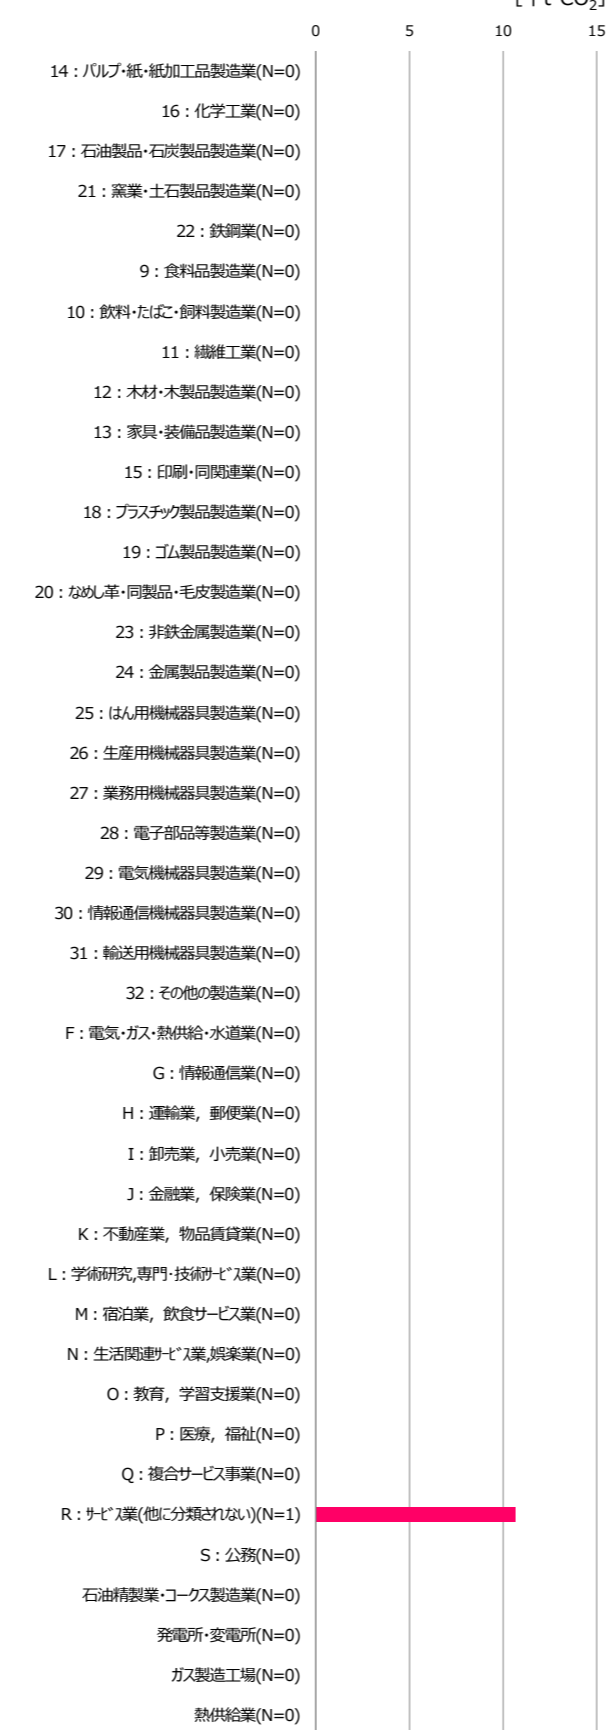 CO₂]
0 5 10 15
14：パルプ・紙・紙加工品製造業(N=0)
16：化学工業(N=0)
17：石油製品・石炭製品製造業(N=0)
21：窯業・土石製品製造業(N=0)
22：鉄鋼業(N=0)
9：食料品製造業(N=0)
10：飲料・たばこ・飼料製造業(N=0)
11：繊維工業(N=0)
12：木材・木製品製造業(N=0)
13：家具・装備品製造業(N=0)
15：印刷・同関連業(N=0)
18：プラスチック製品製造業(N=0)
19：ゴム製品製造業(N=0)
20：なめし革・同製品・毛皮製造業(N=0)
23：非鉄金属製造業(N=0)
24：金属製品製造業(N=0)
25：はん用機械器具製造業(N=0)
26：生産用機械器具製造業(N=0)
27：業務用機械器具製造業(N=0)
28：電子部品等製造業(N=0)
29：電気機械器具製造業(N=0)
30：情報通信機械器具製造業(N=0)
31：輸送用機械器具製造業(N=0)
32：その他の製造業(N=0)
F：電気・ガス・熱供給・水道業(N=0)
G：情報通信業(N=0)
H：運輸業，郵便業(N=0)
I：卸売業，小売業(N=0)
J：金融業，保険業(N=0)
K：不動産業，物品賃貸業(N=0)
L：学術研究,専門・技術ｻｰﾋﾞｽ業(N=0)
M：宿泊業，飲食サービス業(N=0)
N：生活関連ｻｰﾋﾞｽ業,娯楽業(N=0)
O：教育，学習支援業(N=0)
P：医療，福祉(N=0)
Q：複合サービス事業(N=0)
R：ｻｰﾋﾞｽ業(他に分類されない)(N=1)
S：公務(N=0)
石油精製業・コークス製造業(N=0)
発電所・変電所(N=0)
ガス製造工場(N=0)
熱供給業(N=0)